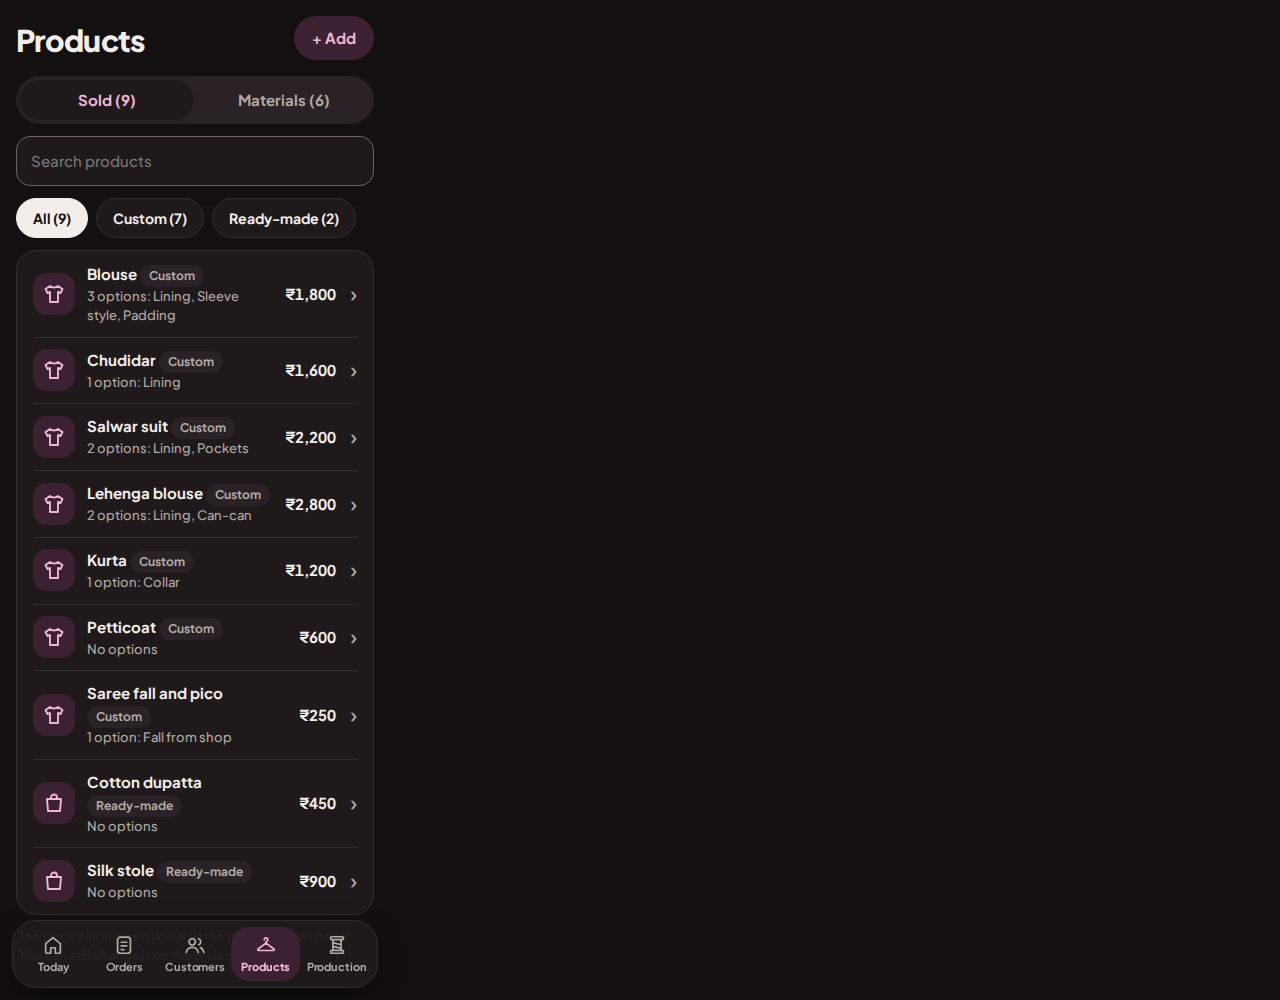 Products
+ Add
Sold (9)
Materials (6)
Search products
All (9)
Custom (7)
Ready-made (2)
Blouse Custom
3 options: Lining, Sleeve
style, Padding
₹1,800
Chudidar Custom
1 option: Lining
₹1,600
Salwar suit Custom
2 options: Lining, Pockets
₹2,200
Lehenga blouse Custom
2 options: Lining, Can-can
₹2,800
Kurta Custom
1 option: Collar
₹1,200
Petticoat Custom
No options
₹600
Saree fall and pico
Custom
1 option: Fall from shop
₹250
Cotton dupatta
Ready-made
No options
₹450
Silk stole Ready-made
No options
₹900
Today
Orders
Customers
Products
Production